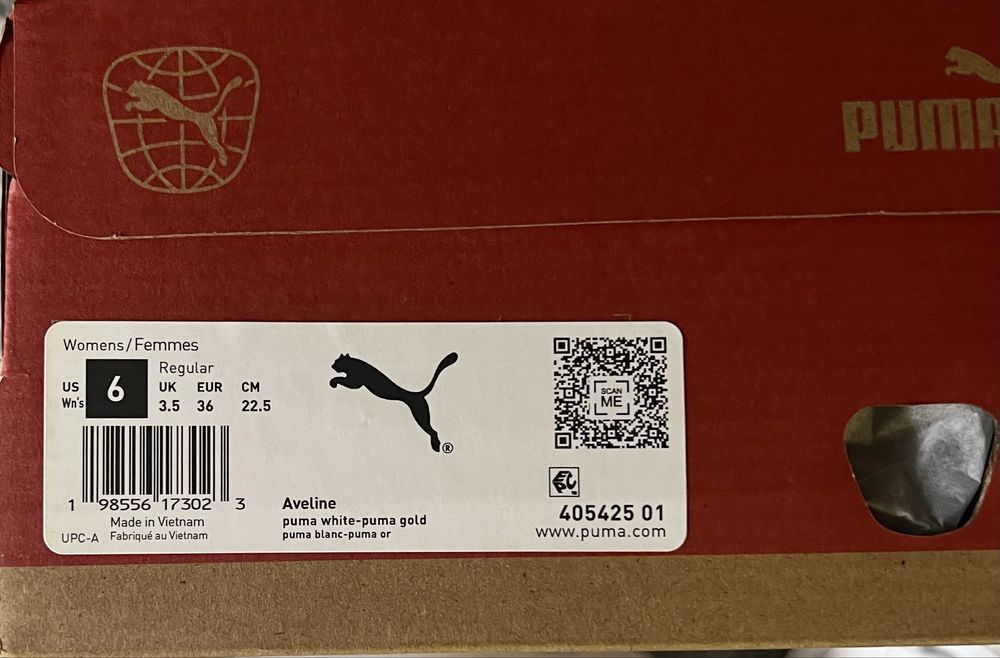 PUMA
Womens/Femmes
Regular
US UK EUR CM
Wn's 6 3.5 36 22.5
SCAN
ME
1 98556 17302 3
Made in Vietnam
UPC-A Fabriqué au Vietnam
Aveline
puma white-puma gold
puma blanc-puma or
®
EPC
405425 01
www.puma.com